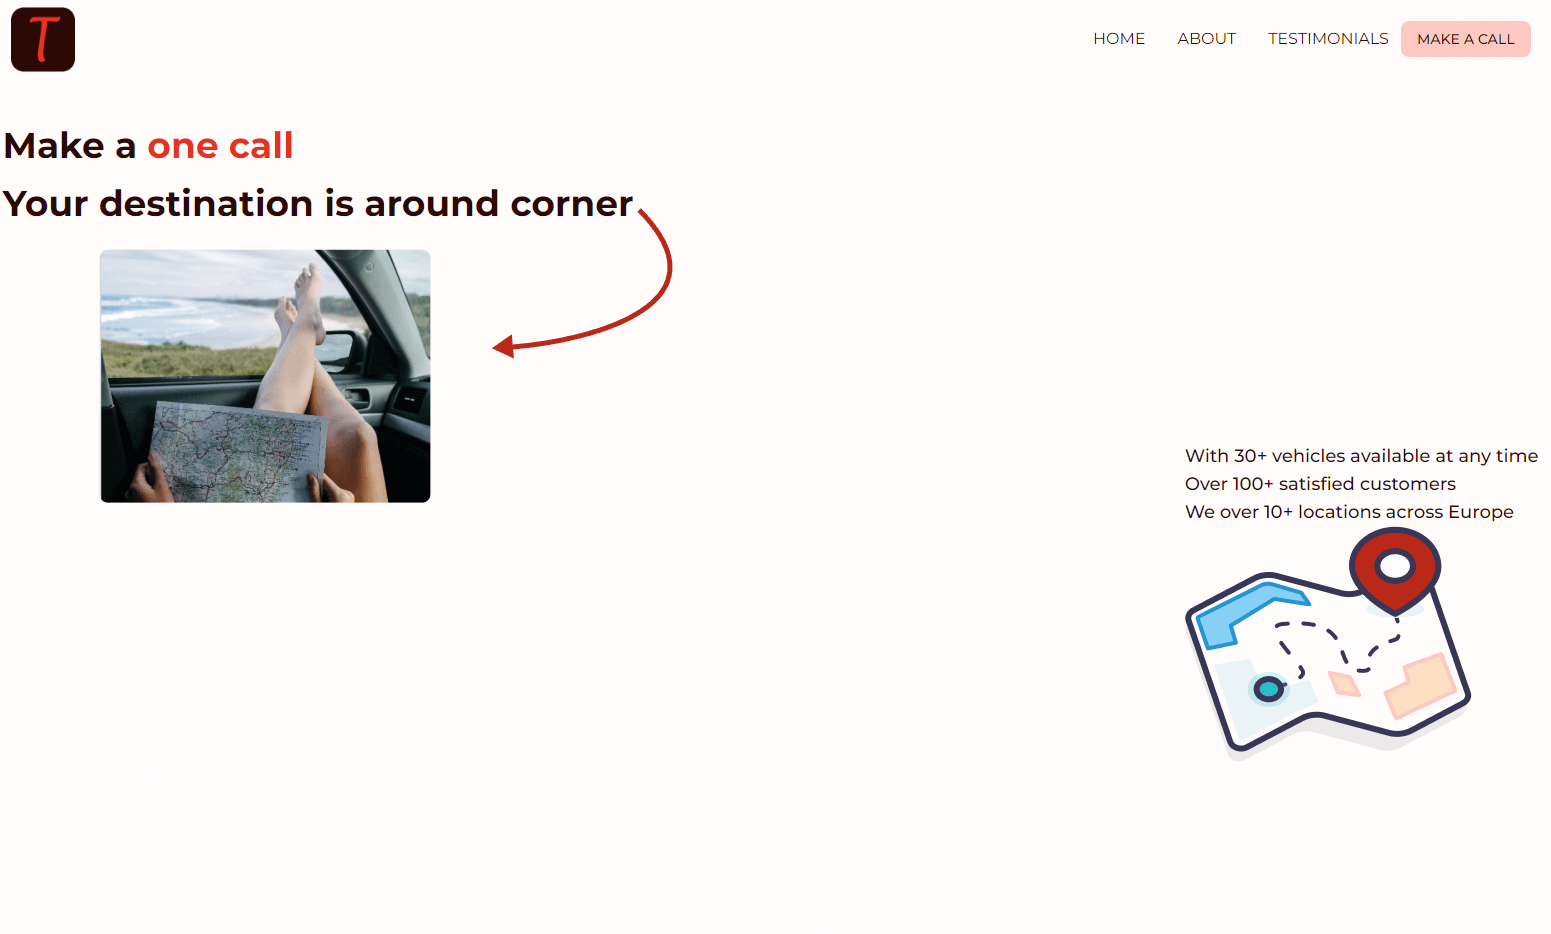 T
HOME ABOUT TESTIMONIALS MAKE A CALL
Make a one call
Your destination is around corner
With 30+ vehicles available at any time
Over 100+ satisfied customers
We over 10+ locations across Europe